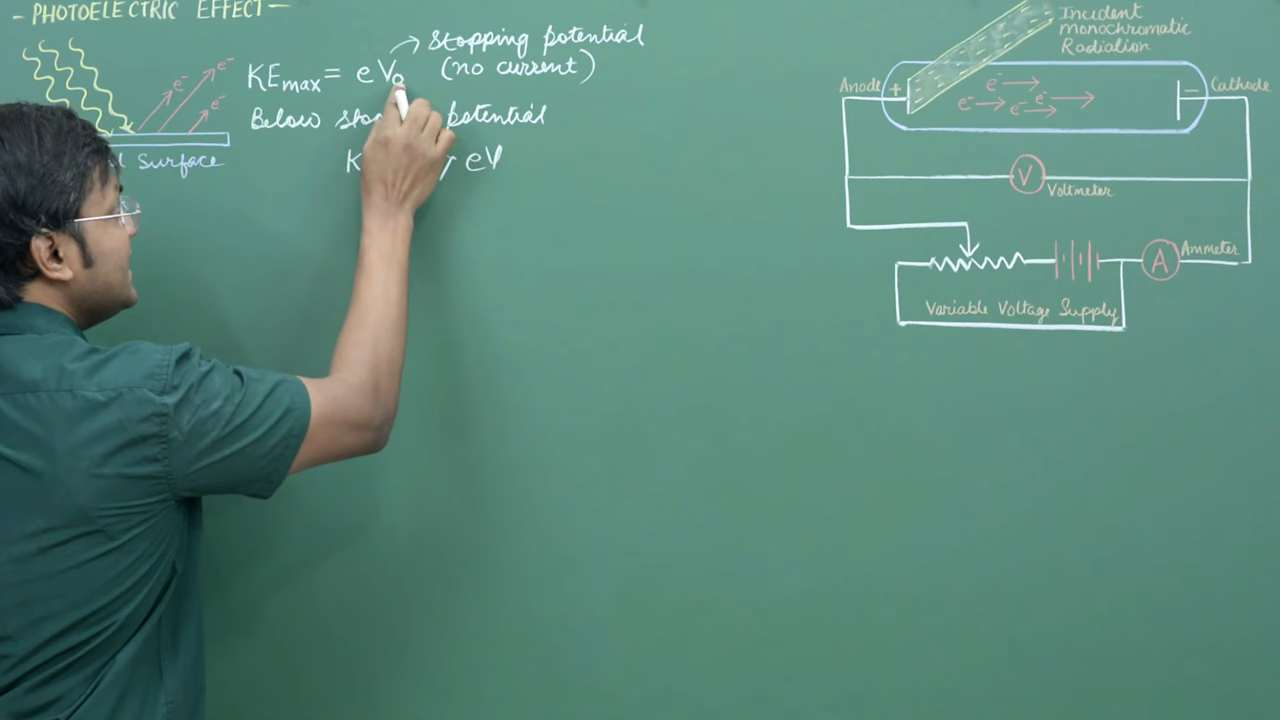 - PHOTOELECTRIC EFFECT -
e⁻
e⁻
e⁻
Surface
KEmax = eV₀
Stopping potential
(no current)
Below potential
K eV
Incident
Monochromatic
Radiation
Anode + e⁻ e⁻ e⁻ e⁻ − Cathode
V Voltmeter
A Ammeter
Variable Voltage Supply